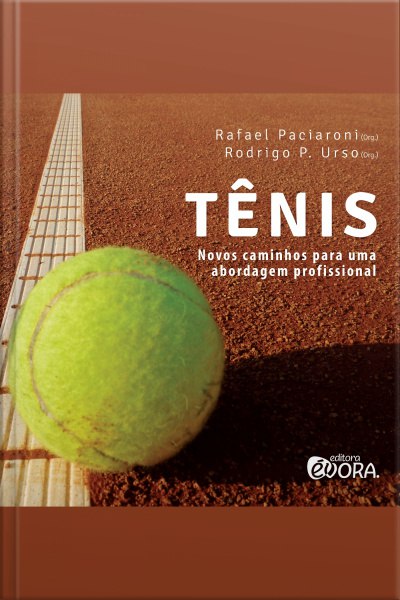 Rafael Paciaroni (Org.)
Rodrigo P. Urso (Org.)
TÊNIS
Novos caminhos para uma
abordagem profissional
editora
ÉVORA.